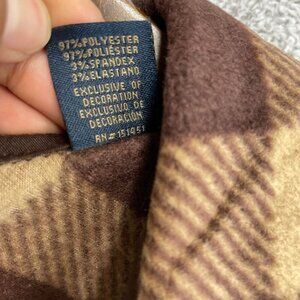 97% POLYESTER
97% POLIÉSTER
3% SPANDEX
3% ELASTANO
EXCLUSIVE OF
DECORATION
EXCLUSIVO DE
DECORACIÓN
RN# 151451